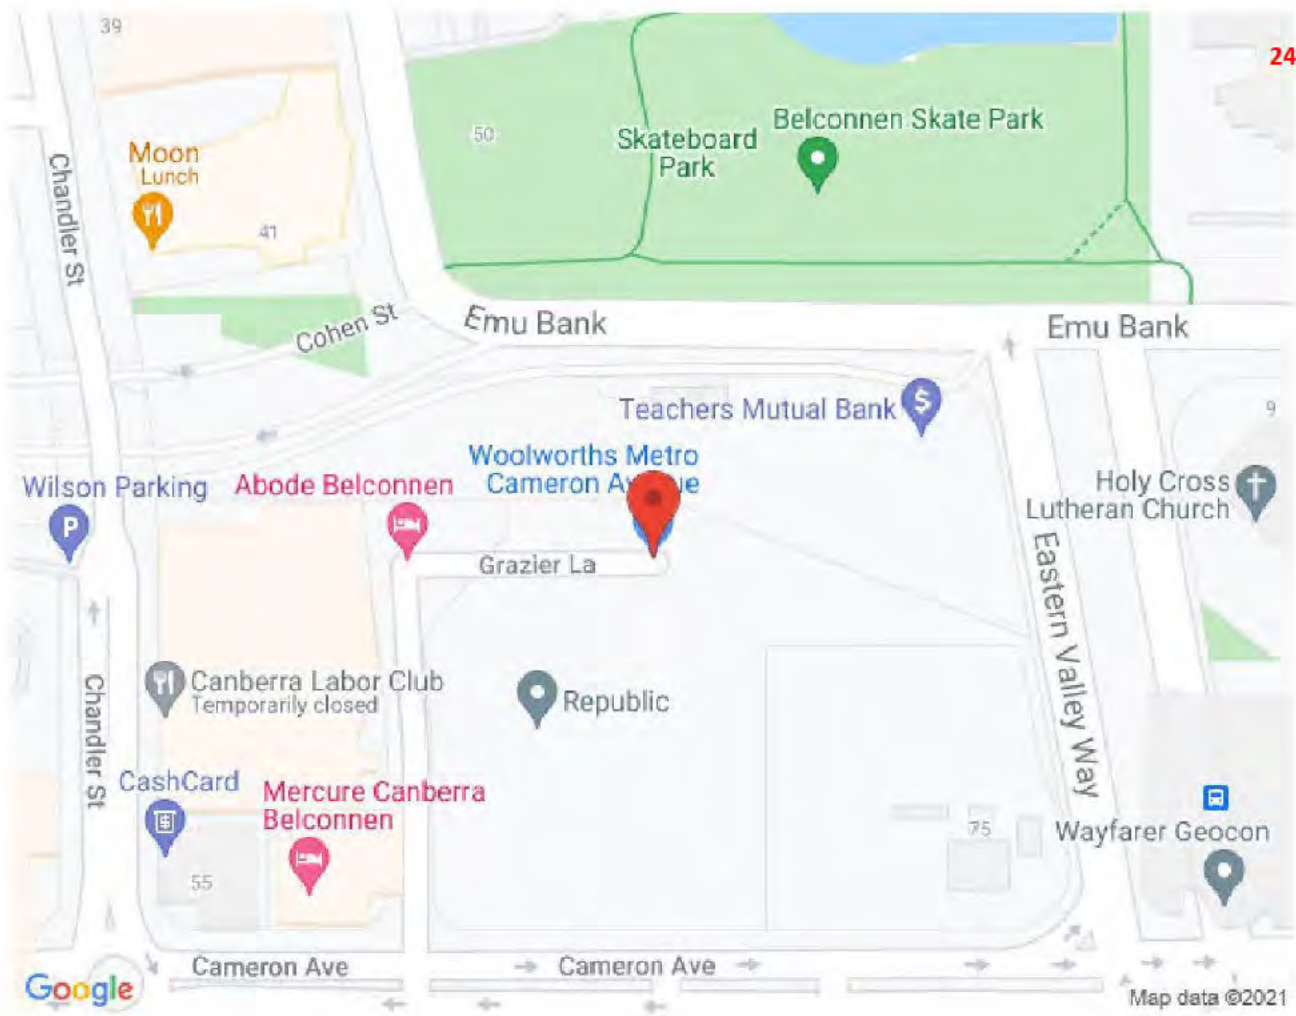 39
24
50
Belconnen Skate Park
Skateboard
Park
Moon
Lunch
Chandler St
41
Cohen St
Emu Bank
Emu Bank
Teachers Mutual Bank
9
Woolworths Metro
Cameron
Wilson Parking
Abode Belconnen
Holy Cross
Lutheran Church
P
Grazier La
Eastern Valley Way
Canberra Labor Club
Temporarily closed
Republic
Chandler St
CashCard
Mercure Canberra
Belconnen
75
Wayfarer Geocon
55
Cameron Ave
Cameron Ave
Google
Map data ©2021